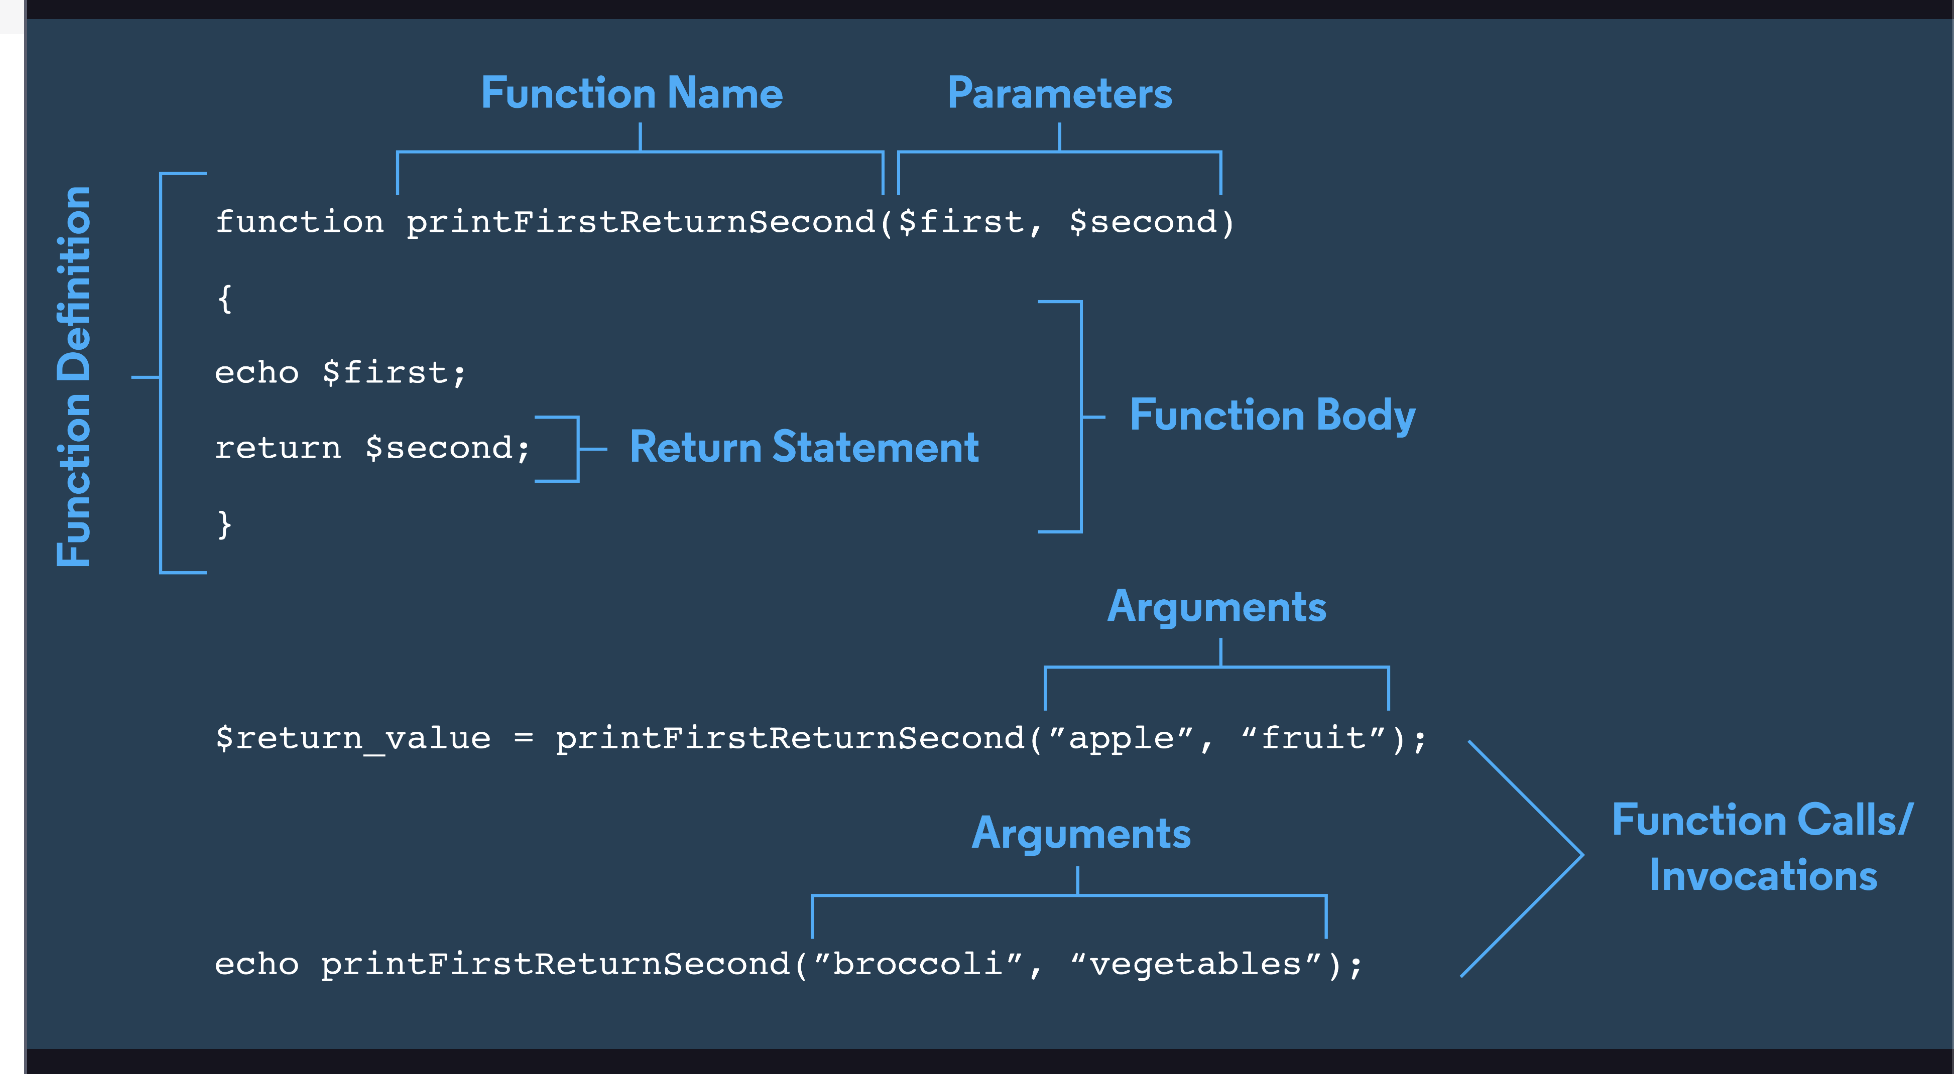 Function Name
Parameters
Function Definition
function printFirstReturnSecond($first, $second)
{
echo $first;
return $second;
Return Statement
Function Body
}
Arguments
$return_value = printFirstReturnSecond(”apple”, “fruit”);
Arguments
Function Calls/
Invocations
echo printFirstReturnSecond(”broccoli”, “vegetables”);